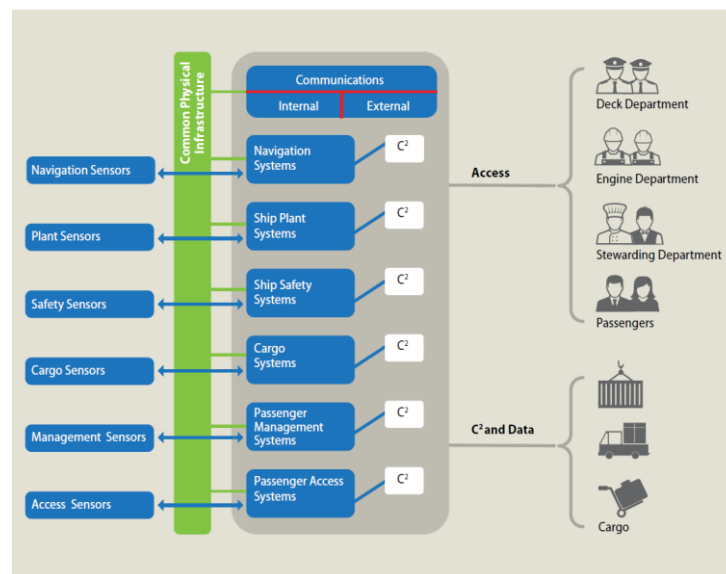 Common Physical
Infrastructure
Communications
Internal
External
Navigation Sensors
Navigation
Systems
C²
Plant Sensors
Ship Plant
Systems
C²
Safety Sensors
Ship Safety
Systems
C²
Cargo Sensors
Cargo
Systems
C²
Management Sensors
Passenger
Management
Systems
C²
Access Sensors
Passenger Access
Systems
C²
Access
Deck Department
Engine Department
Stewarding Department
Passengers
C² and Data
Cargo